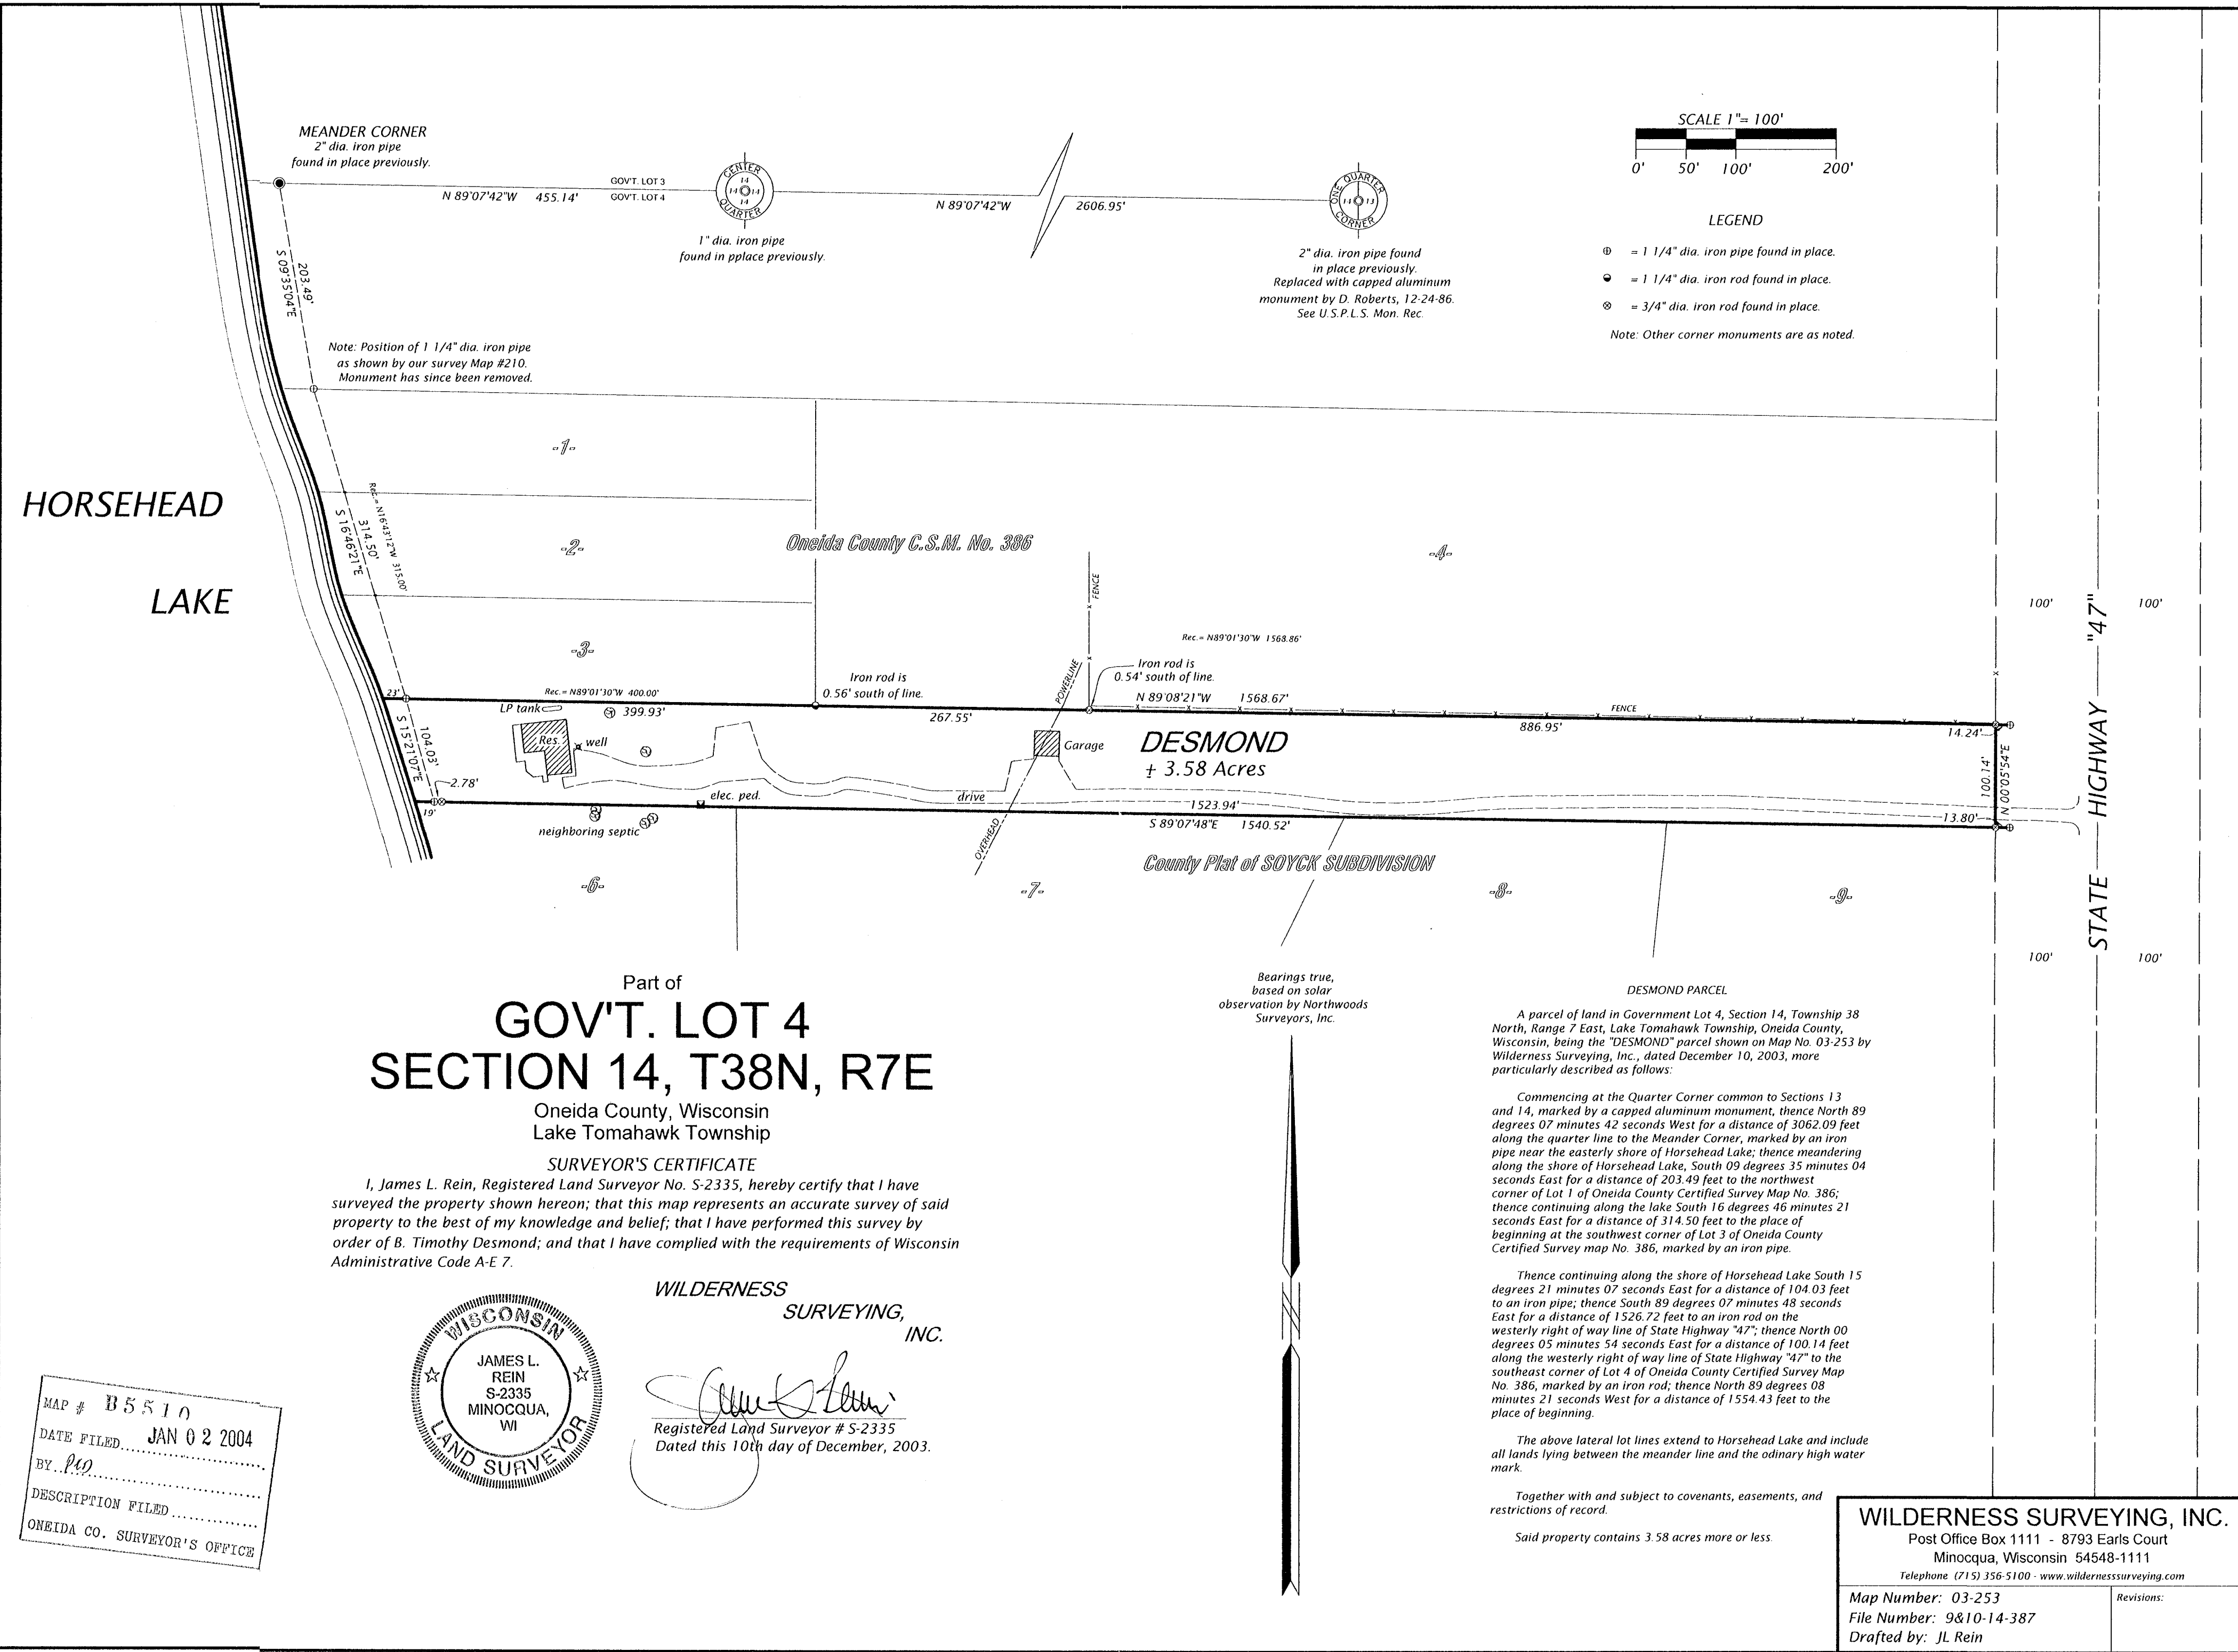 MEANDER CORNER
2" dia. iron pipe
found in place previously.
GOV'T. LOT 3
N 89°07'42"W 455.14' GOV'T. LOT 4
CENTER
14
14 14
14
QUARTER
1" dia. iron pipe
found in pplace previously.
N 89°07'42"W 2606.95'
ONE QUARTER
14 13
CORNER
2" dia. iron pipe found
in place previously.
Replaced with capped aluminum
monument by D. Roberts, 12-24-86.
See U.S.P.L.S. Mon. Rec.
SCALE 1"= 100'
0' 50' 100' 200'
LEGEND
= 1 1/4" dia. iron pipe found in place.
= 1 1/4" dia. iron rod found in place.
= 3/4" dia. iron rod found in place.
Note: Other corner monuments are as noted.
203.49'
S 09°35'04"E
Note: Position of 1 1/4" dia. iron pipe
as shown by our survey Map #210.
Monument has since been removed.
-1-
HORSEHEAD
LAKE
Rec.= N16°43'12"W 315.00'
314.50'
S 16°46'21"E
-2-
Oneida County C.S.M. No. 386
-4-
FENCE
100' 100'
-3-
Rec.= N89°01'30"W 1568.86'
Iron rod is
0.56' south of line.
Iron rod is
0.54' south of line.
23'
Rec.= N89°01'30"W 400.00'
LP tank
399.93'
267.55'
POWERLINE
N 89°08'21"W 1568.67'
FENCE
886.95'
14.24'
104.03'
S 15°21'07"E
Res.
well
Garage
DESMOND
± 3.58 Acres
100.14'
N 00°05'54"E
2.78'
19'
elec. ped.
drive
1523.94'
13.80'
neighboring septic
OVERHEAD
S 89°07'48"E 1540.52'
County Plat of SOYCK SUBDIVISION
-6-
-7-
-8-
-9-
STATE HIGHWAY "47"
100' 100'
Part of
GOV'T. LOT 4
SECTION 14, T38N, R7E
Oneida County, Wisconsin
Lake Tomahawk Township
SURVEYOR'S CERTIFICATE
I, James L. Rein, Registered Land Surveyor No. S-2335, hereby certify that I have
surveyed the property shown hereon; that this map represents an accurate survey of said
property to the best of my knowledge and belief; that I have performed this survey by
order of B. Timothy Desmond; and that I have complied with the requirements of Wisconsin
Administrative Code A-E 7.
WISCONSIN
JAMES L.
REIN
S-2335
MINOCQUA,
WI
LAND SURVEYOR
WILDERNESS
SURVEYING,
INC.
Registered Land Surveyor # S-2335
Dated this 10th day of December, 2003.
MAP # B5510
DATE FILED JAN 02 2004
BY
DESCRIPTION FILED
ONEIDA CO. SURVEYOR'S OFFICE
Bearings true,
based on solar
observation by Northwoods
Surveyors, Inc.
DESMOND PARCEL
A parcel of land in Government Lot 4, Section 14, Township 38
North, Range 7 East, Lake Tomahawk Township, Oneida County,
Wisconsin, being the "DESMOND" parcel shown on Map No. 03-253 by
Wilderness Surveying, Inc., dated December 10, 2003, more
particularly described as follows:
Commencing at the Quarter Corner common to Sections 13
and 14, marked by a capped aluminum monument, thence North 89
degrees 07 minutes 42 seconds West for a distance of 3062.09 feet
along the quarter line to the Meander Corner, marked by an iron
pipe near the easterly shore of Horsehead Lake; thence meandering
along the shore of Horsehead Lake, South 09 degrees 35 minutes 04
seconds East for a distance of 203.49 feet to the northwest
corner of Lot 1 of Oneida County Certified Survey Map No. 386;
thence continuing along the lake South 16 degrees 46 minutes 21
seconds East for a distance of 314.50 feet to the place of
beginning at the southwest corner of Lot 3 of Oneida County
Certified Survey map No. 386, marked by an iron pipe.
Thence continuing along the shore of Horsehead Lake South 15
degrees 21 minutes 07 seconds East for a distance of 104.03 feet
to an iron pipe; thence South 89 degrees 07 minutes 48 seconds
East for a distance of 1526.72 feet to an iron rod on the
westerly right of way line of State Highway "47"; thence North 00
degrees 05 minutes 54 seconds East for a distance of 100.14 feet
along the westerly right of way line of State Highway "47" to the
southeast corner of Lot 4 of Oneida County Certified Survey Map
No. 386, marked by an iron rod; thence North 89 degrees 08
minutes 21 seconds West for a distance of 1554.43 feet to the
place of beginning.
The above lateral lot lines extend to Horsehead Lake and include
all lands lying between the meander line and the odinary high water
mark.
Together with and subject to covenants, easements, and
restrictions of record.
Said property contains 3.58 acres more or less.
WILDERNESS SURVEYING, INC.
Post Office Box 1111 - 8793 Earls Court
Minocqua, Wisconsin 54548-1111
Telephone (715) 356-5100 - www.wildernesssurveying.com
Map Number: 03-253
File Number: 9&10-14-387
Drafted by: JL Rein
Revisions: